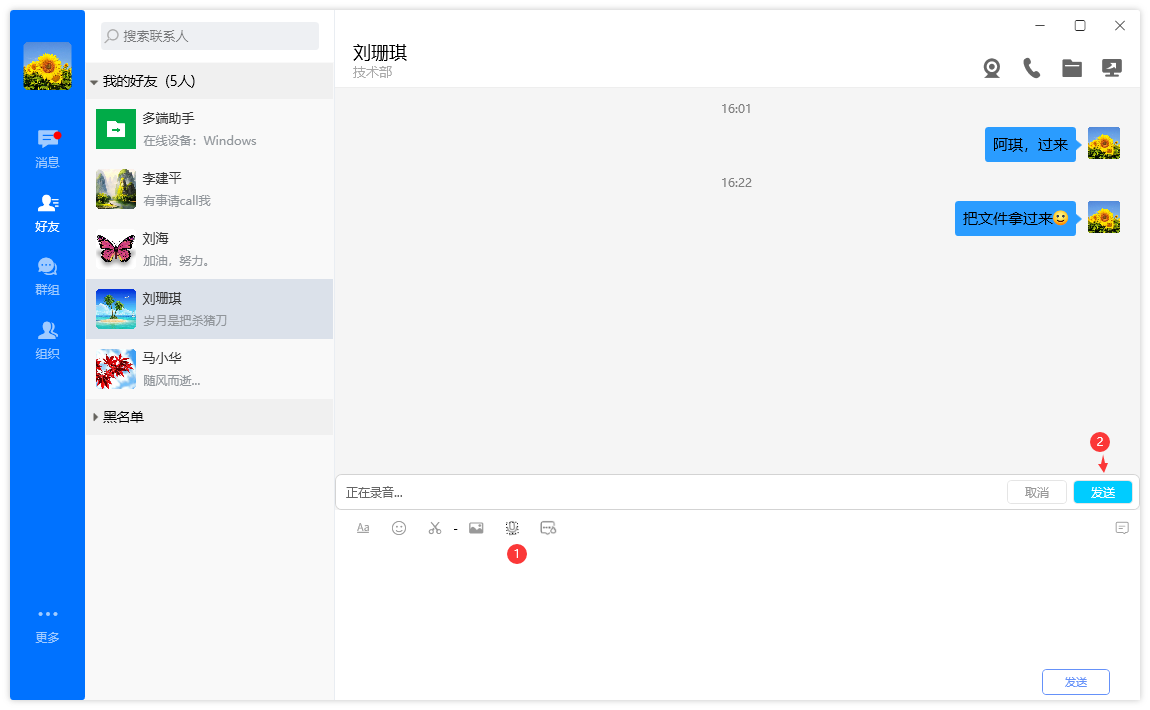 消息
好友
群组
组织
更多
搜索联系人
我的好友（5人）
多端助手
在线设备：Windows
李建平
有事请call我
刘海
加油，努力。
刘珊琪
岁月是把杀猪刀
马小华
随风而逝...
黑名单
刘珊琪
技术部
16:01
阿琪，过来
16:22
把文件拿过来
2
正在录音...
取消
发送
Aa
1
发送